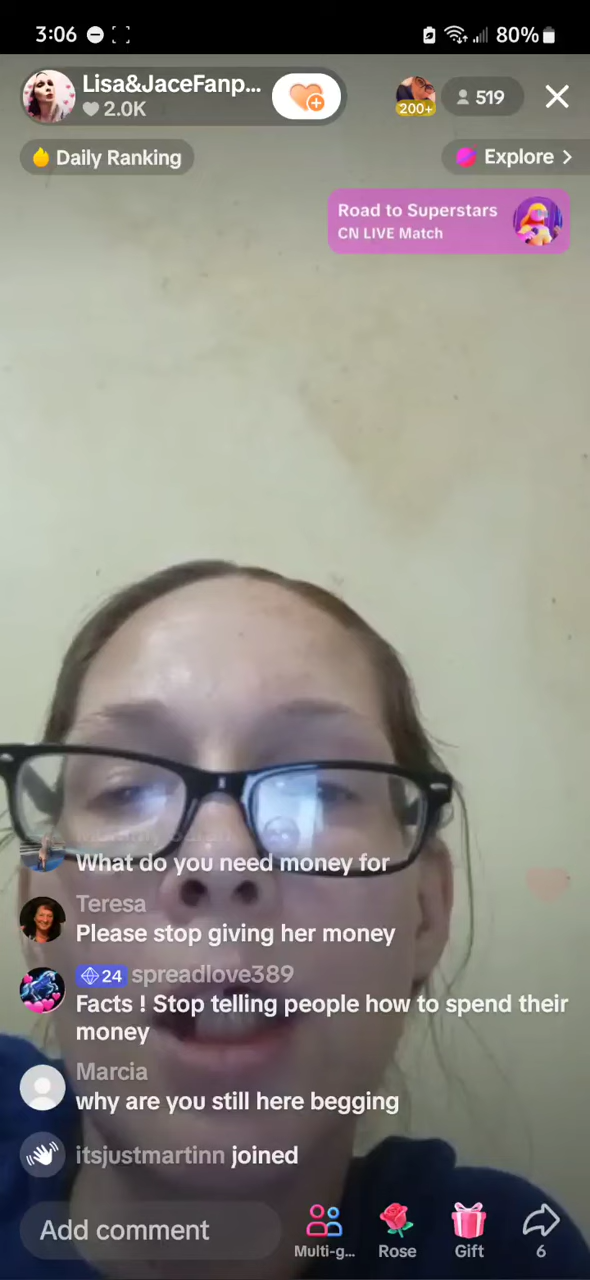 3:06
80%
Lisa&JaceFanp...
2.0K
200+
519
Daily Ranking
Explore
Road to Superstars
CN LIVE Match
What do you need money for
Teresa
Please stop giving her money
24 spreadlove389
Facts ! Stop telling people how to spend their
money
Marcia
why are you still here begging
itsjustmartinn joined
Add comment
Multi-g...
Rose
Gift
6